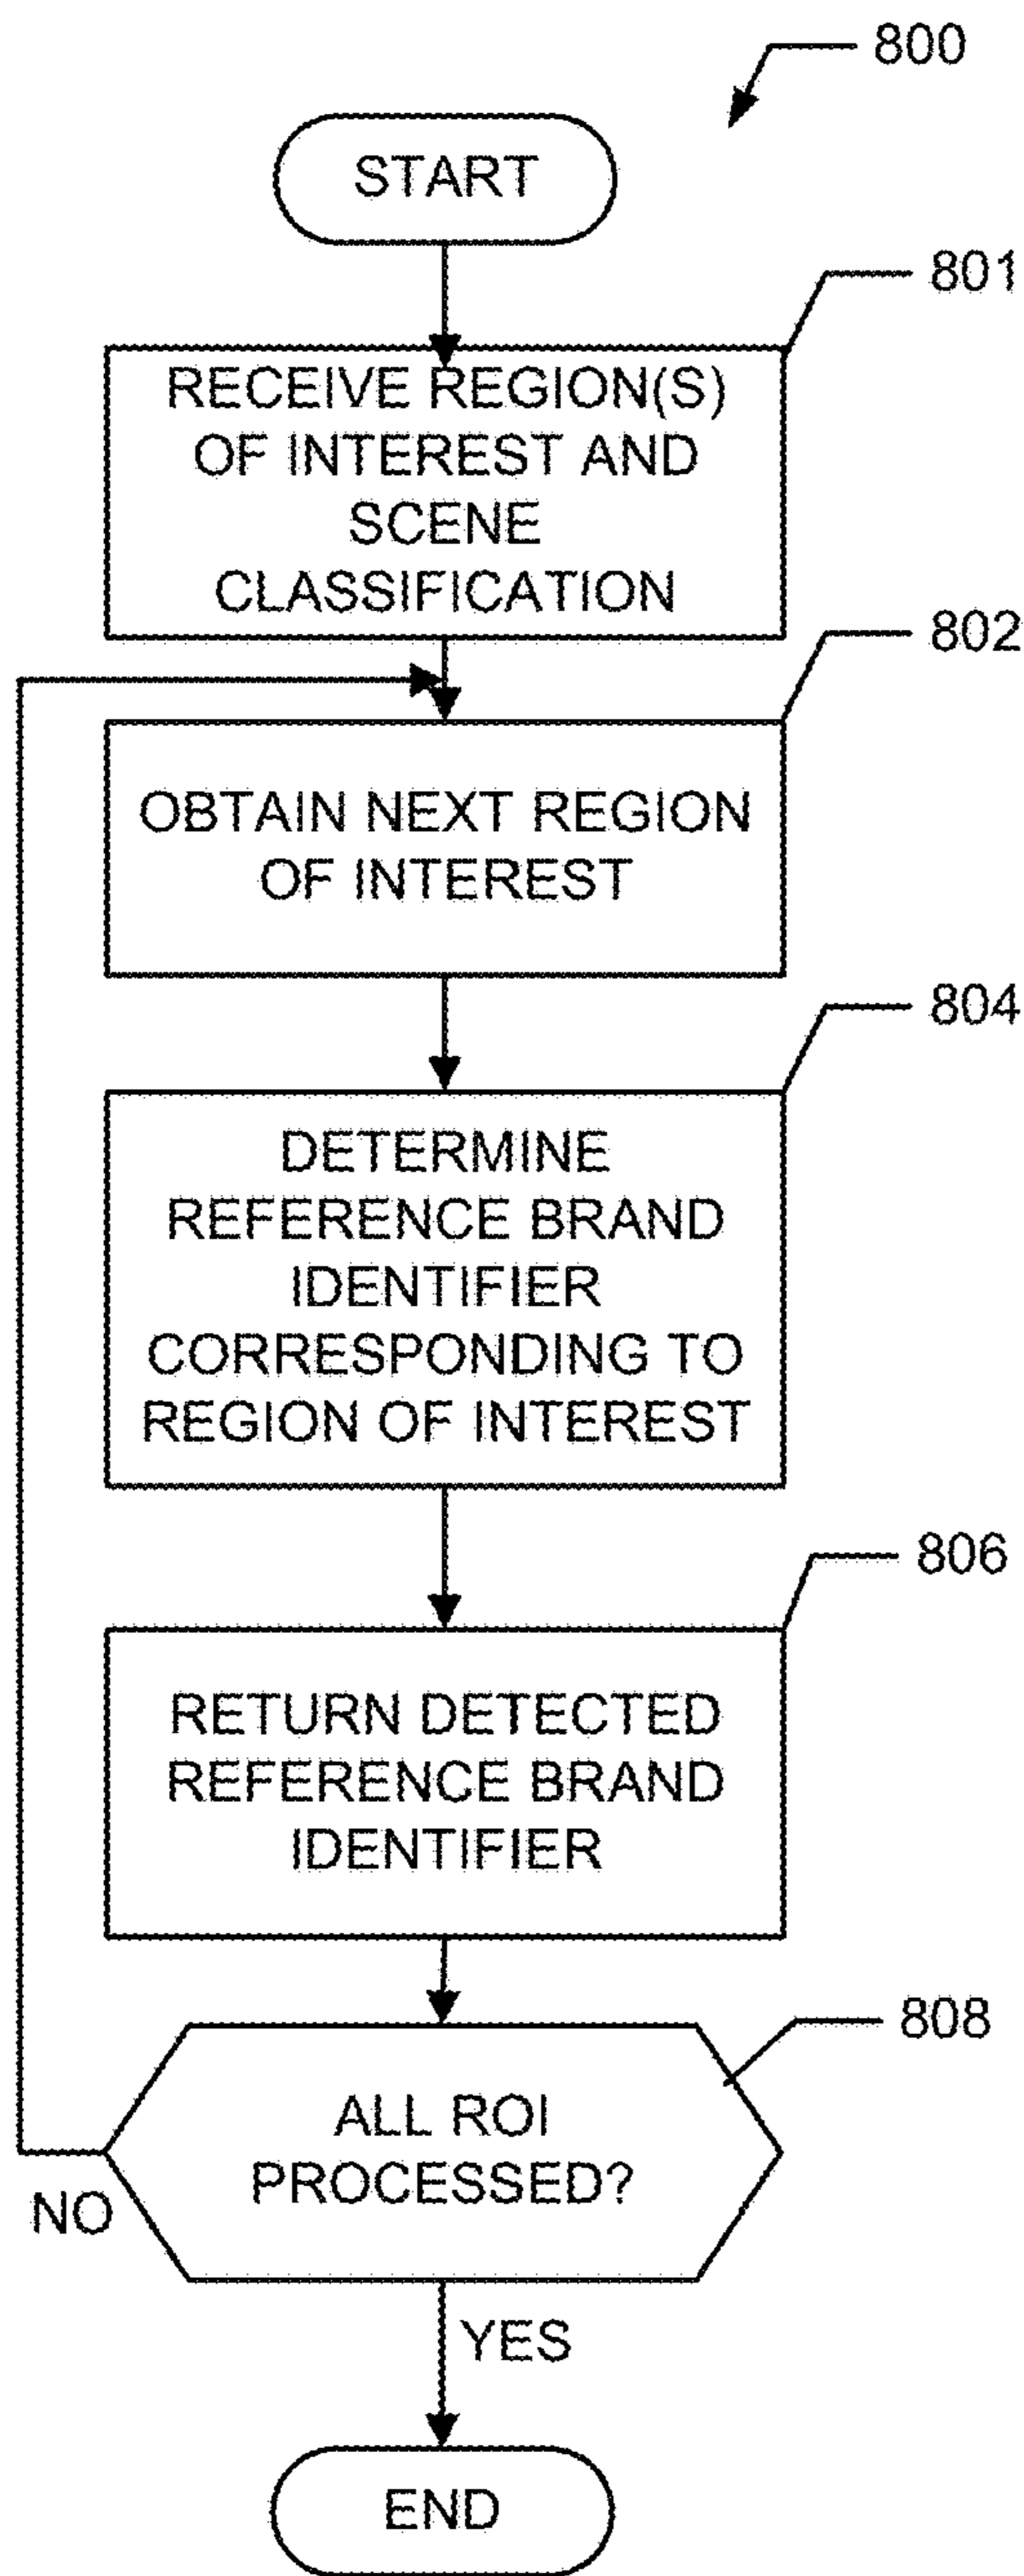 800
START
801
RECEIVE REGION(S)
OF INTEREST AND
SCENE
CLASSIFICATION
802
OBTAIN NEXT REGION
OF INTEREST
804
DETERMINE
REFERENCE BRAND
IDENTIFIER
CORRESPONDING TO
REGION OF INTEREST
806
RETURN DETECTED
REFERENCE BRAND
IDENTIFIER
808
ALL ROI
PROCESSED?
NO
YES
END